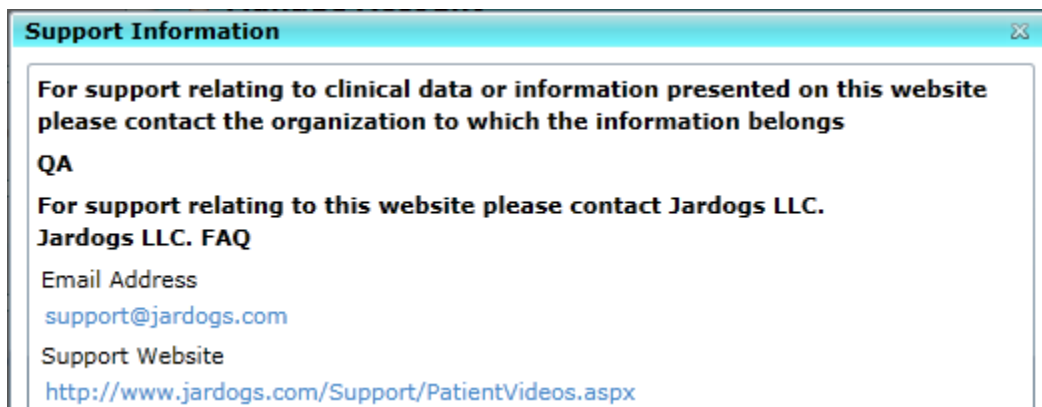 Support Information
For support relating to clinical data or information presented on this website
please contact the organization to which the information belongs
QA
For support relating to this website please contact Jardogs LLC.
Jardogs LLC. FAQ
Email Address
support@jardogs.com
Support Website
http://www.jardogs.com/Support/PatientVideos.aspx